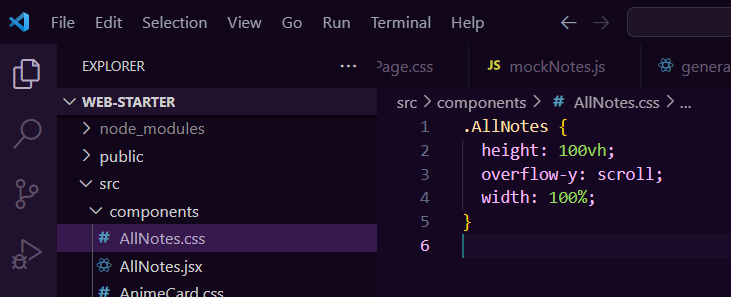 File Edit Selection View Go Run Terminal Help
EXPLORER ...
Page.css JS mockNotes.js genera
WEB-STARTER
src > components > # AllNotes.css > ...
node_modules
public
src
components
# AllNotes.css
AllNotes.jsx
# AnimeCard.css
1 .AllNotes {
2 height: 100vh;
3 overflow-y: scroll;
4 width: 100%;
5 }
6